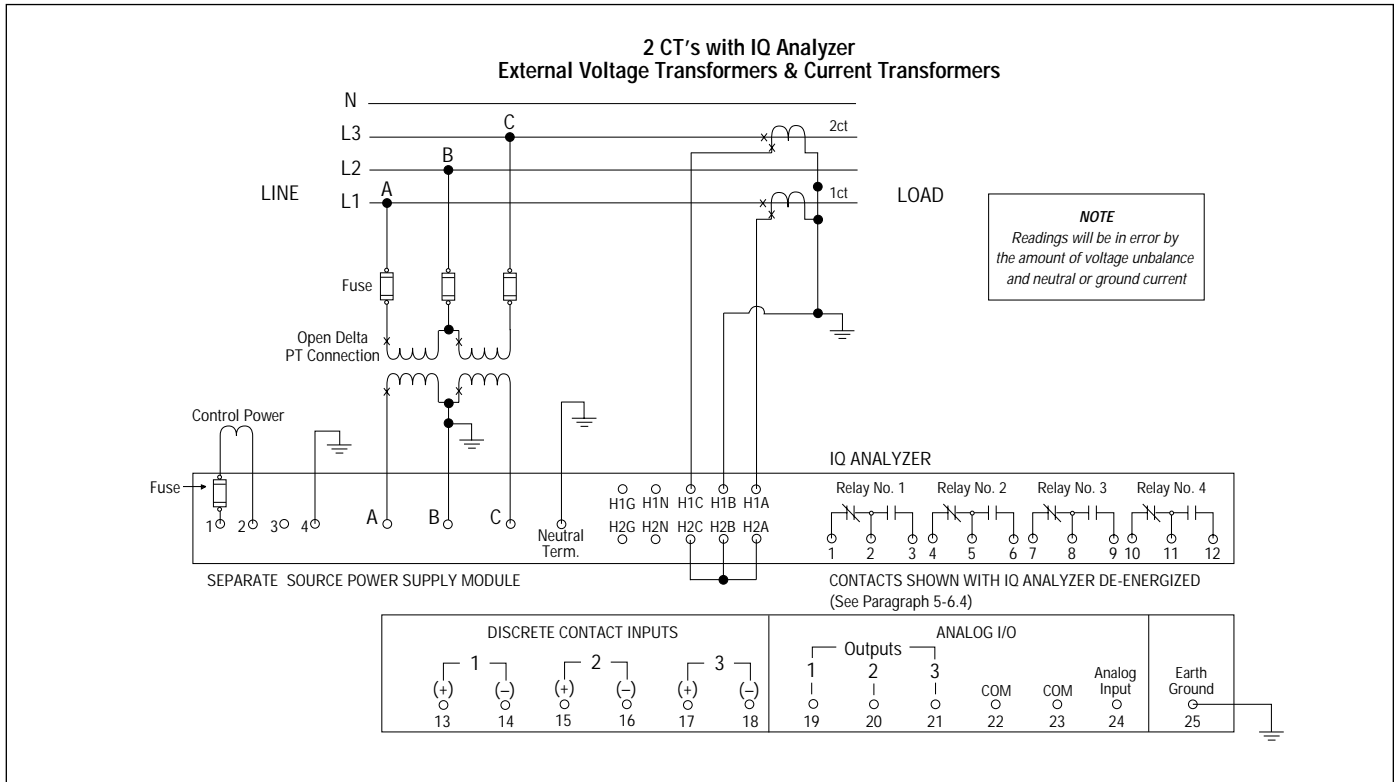 2 CT's with IQ Analyzer
External Voltage Transformers & Current Transformers
N
L3
C
2ct
L2
B
LINE
L1
A
1ct
LOAD
NOTE
Readings will be in error by
the amount of voltage unbalance
and neutral or ground current
Fuse
Open Delta
PT Connection
Control Power
Fuse
IQ ANALYZER
1 2 3 4
A B C
Neutral
Term.
H1G H1N H1C H1B H1A
H2G H2N H2C H2B H2A
Relay No. 1 Relay No. 2 Relay No. 3 Relay No. 4
1 2 3 4 5 6 7 8 9 10 11 12
SEPARATE SOURCE POWER SUPPLY MODULE
CONTACTS SHOWN WITH IQ ANALYZER DE-ENERGIZED
(See Paragraph 5-6.4)
DISCRETE CONTACT INPUTS
1 2 3
(+) (–) (+) (–) (+) (–)
13 14 15 16 17 18
ANALOG I/O
Outputs
1 2 3
COM COM
Analog
Input
19 20 21 22 23 24
Earth
Ground
25